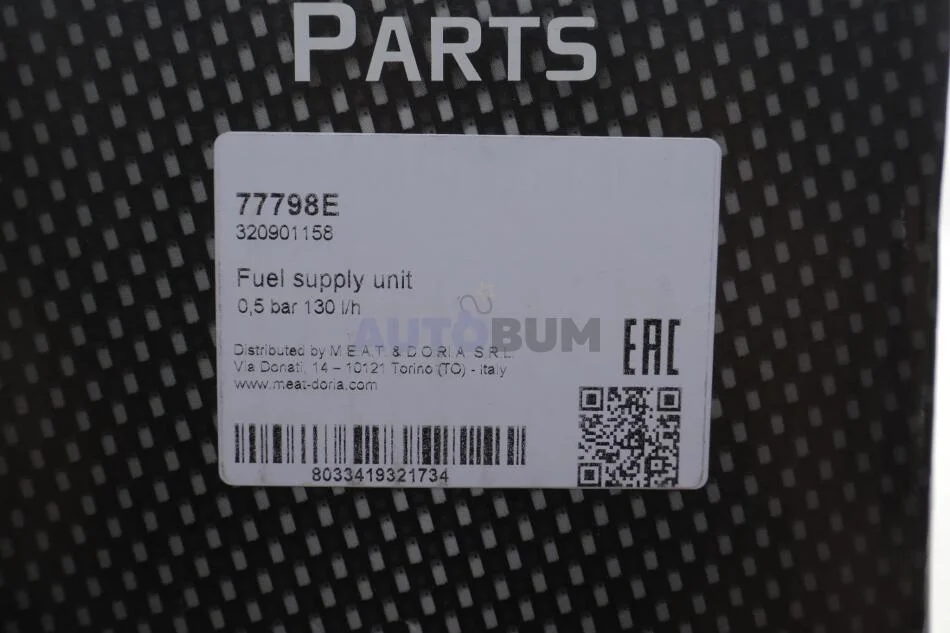 PARTS
77798E
320901158
Fuel supply unit
0,5 bar 130 l/h
AUTOBUM
EAC
Distributed by M.E.A.T. & D.O.R.I.A. S.R.L.
Via Donati, 14 – 10121 Torino (TO) - Italy
www.meat-doria.com
8033419321734